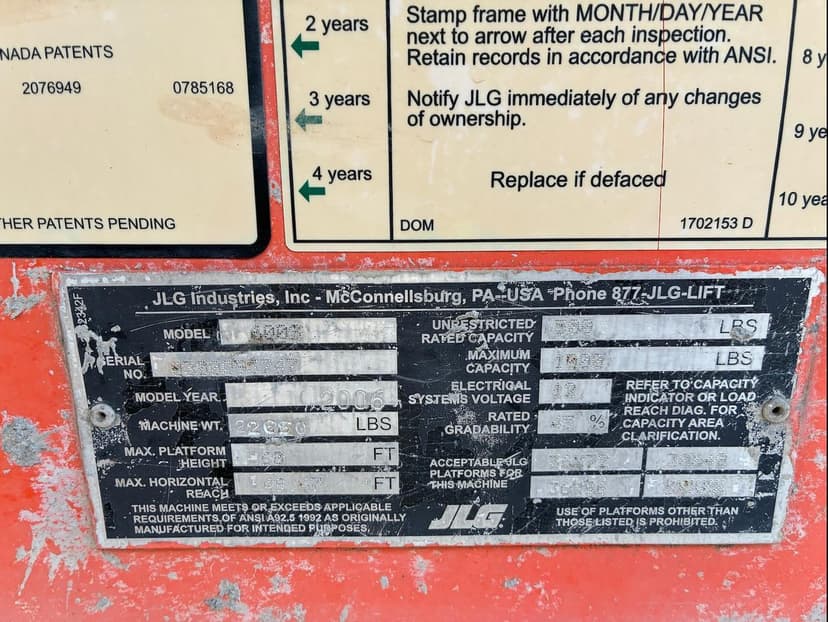 NADA PATENTS
2076949 0785168
HER PATENTS PENDING
2 years
3 years
4 years
Stamp frame with MONTH/DAY/YEAR
next to arrow after each inspection.
Retain records in accordance with ANSI.
Notify JLG immediately of any changes
of ownership.
Replace if defaced
DOM 1702153 D
8 y
9 ye
10 yea
JLG Industries, Inc - McConnellsburg, PA - USA Phone 877-JLG-LIFT
MODEL
SERIAL
NO.
MODEL YEAR 2006
MACHINE WT. LBS
MAX. PLATFORM
HEIGHT FT
MAX. HORIZONTAL
REACH FT
THIS MACHINE MEETS OR EXCEEDS APPLICABLE
REQUIREMENTS OF ANSI A92.5 1992 AS ORIGINALLY
MANUFACTURED FOR INTENDED PURPOSES.
UNRESTRICTED
RATED CAPACITY LBS
MAXIMUM
CAPACITY LBS
ELECTRICAL
SYSTEMS VOLTAGE 12
RATED
GRADABILITY %
REFER TO CAPACITY
INDICATOR OR LOAD
REACH DIAG. FOR
CAPACITY AREA
CLARIFICATION.
ACCEPTABLE JLG
PLATFORMS FOR
THIS MACHINE
JLG
USE OF PLATFORMS OTHER THAN
THOSE LISTED IS PROHIBITED.